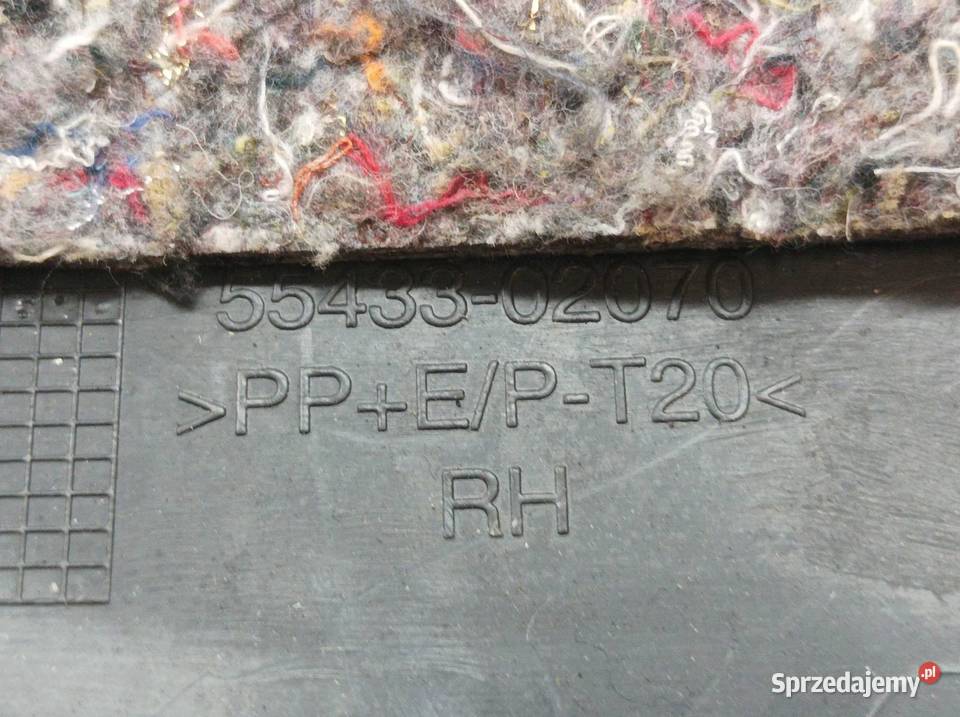 55433-02070
>PP+E/P-T20<
RH
Sprzedajemy.pl